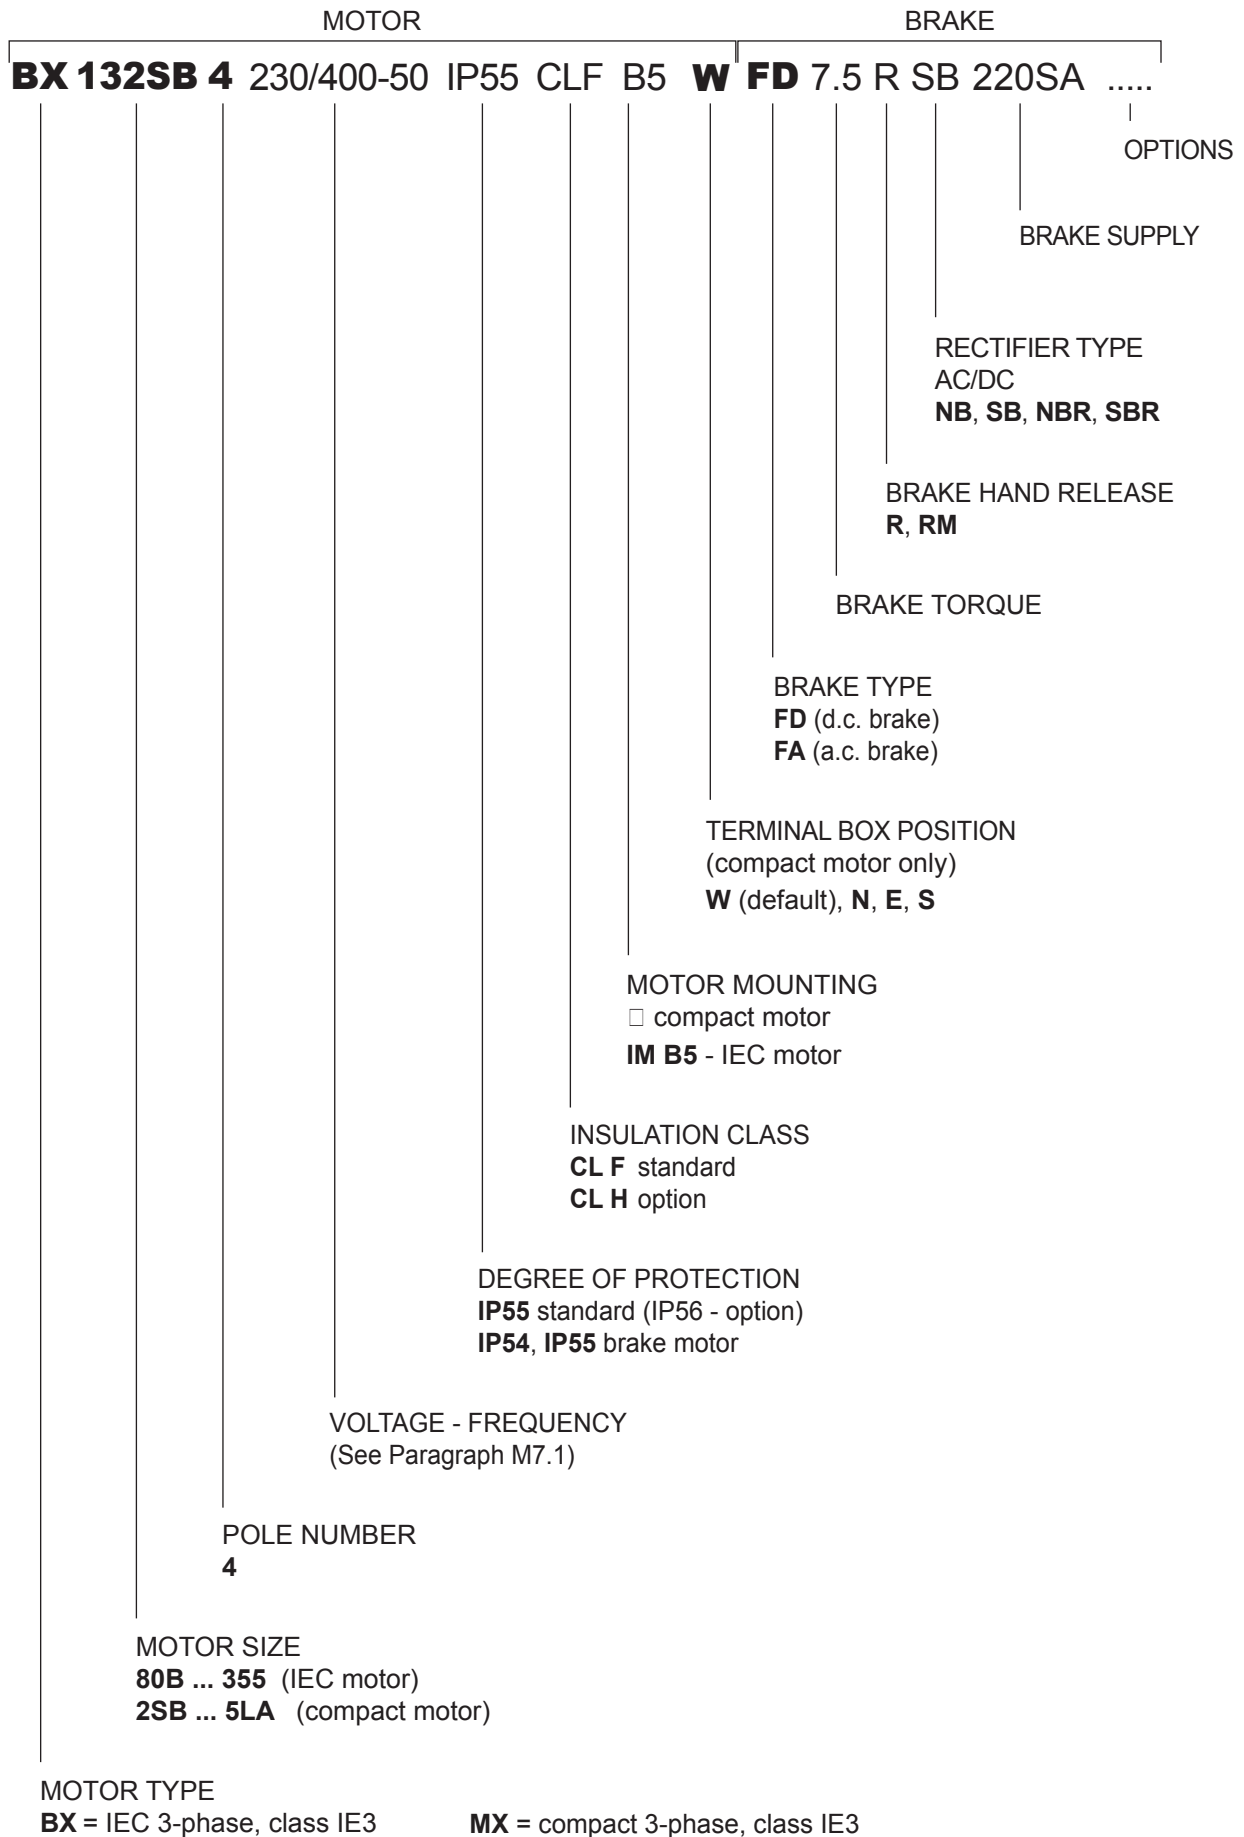 MOTOR BRAKE
BX 132SB 4 230/400-50 IP55 CLF B5 W FD 7.5 R SB 220SA .....
OPTIONS
BRAKE SUPPLY
RECTIFIER TYPE
AC/DC
NB, SB, NBR, SBR
BRAKE HAND RELEASE
R, RM
BRAKE TORQUE
BRAKE TYPE
FD (d.c. brake)
FA (a.c. brake)
TERMINAL BOX POSITION
(compact motor only)
W (default), N, E, S
MOTOR MOUNTING
□ compact motor
IM B5 - IEC motor
INSULATION CLASS
CL F standard
CL H option
DEGREE OF PROTECTION
IP55 standard (IP56 - option)
IP54, IP55 brake motor
VOLTAGE - FREQUENCY
(See Paragraph M7.1)
POLE NUMBER
4
MOTOR SIZE
80B ... 355 (IEC motor)
2SB ... 5LA (compact motor)
MOTOR TYPE
BX = IEC 3-phase, class IE3 MX = compact 3-phase, class IE3